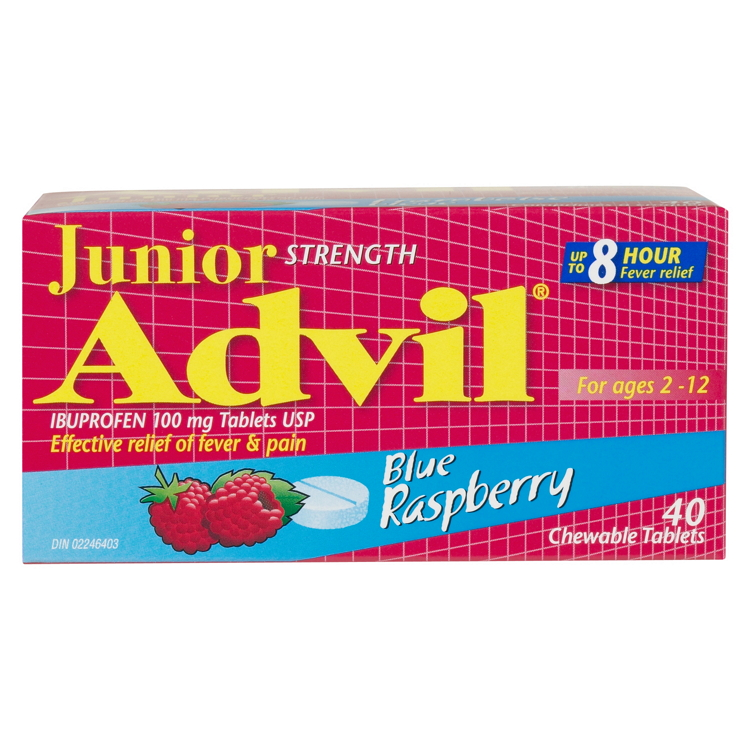 Junior STRENGTH
Advil®
UP TO 8 HOUR
Fever relief
For ages 2 -12
IBUPROFEN 100 mg Tablets USP
Effective relief of fever & pain
Blue
Raspberry
40
Chewable Tablets
DIN 02246403